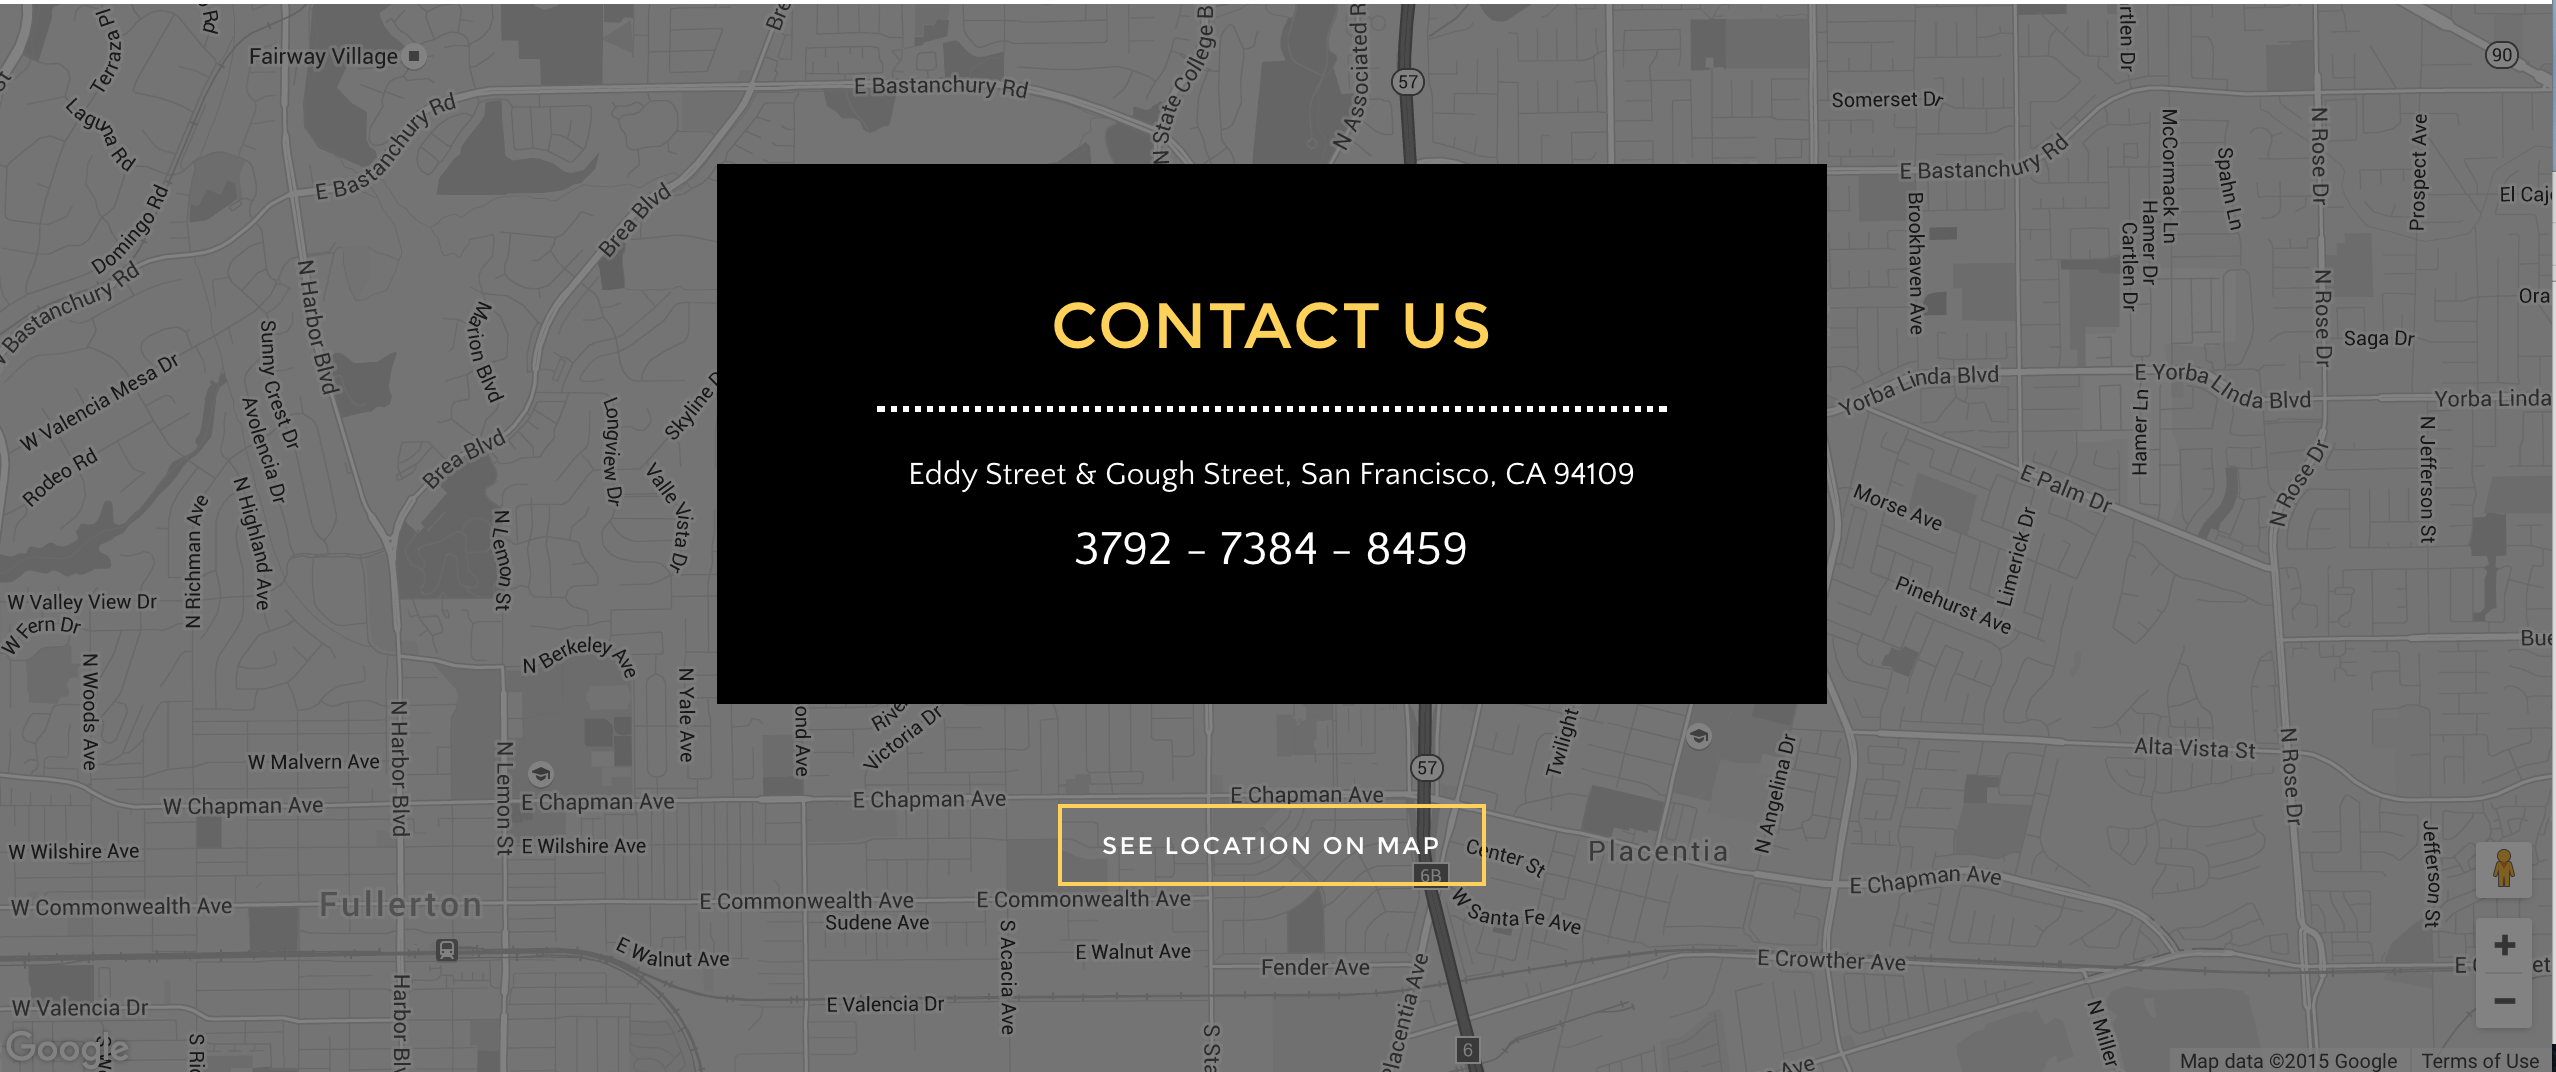 Fairway Village
Terraza Pl
Laguna Rd
Domingo Rd
E Bastanchury Rd
E Bastanchury Rd
N State College B
N Associated R
57
Somerset Dr
90
E Bastanchury Rd
McCormack Ln
Hamer Dr
Cartlen Dr
Spahn Ln
N Rose Dr
Prospect Ave
El Caj
Brookhaven Ave
Brea Blvd
N Harbor Blvd
Marion Blvd
Sunny Crest Dr
Avolencia Dr
W Valencia Mesa Dr
Rodeo Rd
Brea Blvd
Longview Dr
Skyline D
Valle Vista Dr
CONTACT US
Eddy Street & Gough Street, San Francisco, CA 94109
3792 – 7384 – 8459
N Rose Dr
Saga Dr
Yorba Linda Blvd
E Yorba LInda Blvd
Yorba Linda
Hamer Ln
E Palm Dr
N Rose Dr
N Jefferson St
Morse Ave
Limerick Dr
Pinehurst Ave
N Richman Ave
N Highland Ave
N Lemon St
W Valley View Dr
W Fern Dr
N Woods Ave
N Berkeley Ave
N Yale Ave
Victoria Dr
W Malvern Ave
N Harbor Blvd
N Lemon St
W Chapman Ave
E Chapman Ave
E Chapman Ave
E Chapman Ave
57
Twilight
N Angelina Dr
Alta Vista St
N Rose Dr
W Wilshire Ave
E Wilshire Ave
SEE LOCATION ON MAP
6B
Center St
Placentia
E Chapman Ave
Jefferson St
W Commonwealth Ave
Fullerton
E Commonwealth Ave
Sudene Ave
E Commonwealth Ave
W Santa Fe Ave
E Walnut Ave
S Acacia Ave
E Walnut Ave
Fender Ave
E Crowther Ave
W Valencia Dr
Harbor Bl
E Valencia Dr
Placentia Ave
6
N Miller
Google
Map data ©2015 Google
Terms of Use